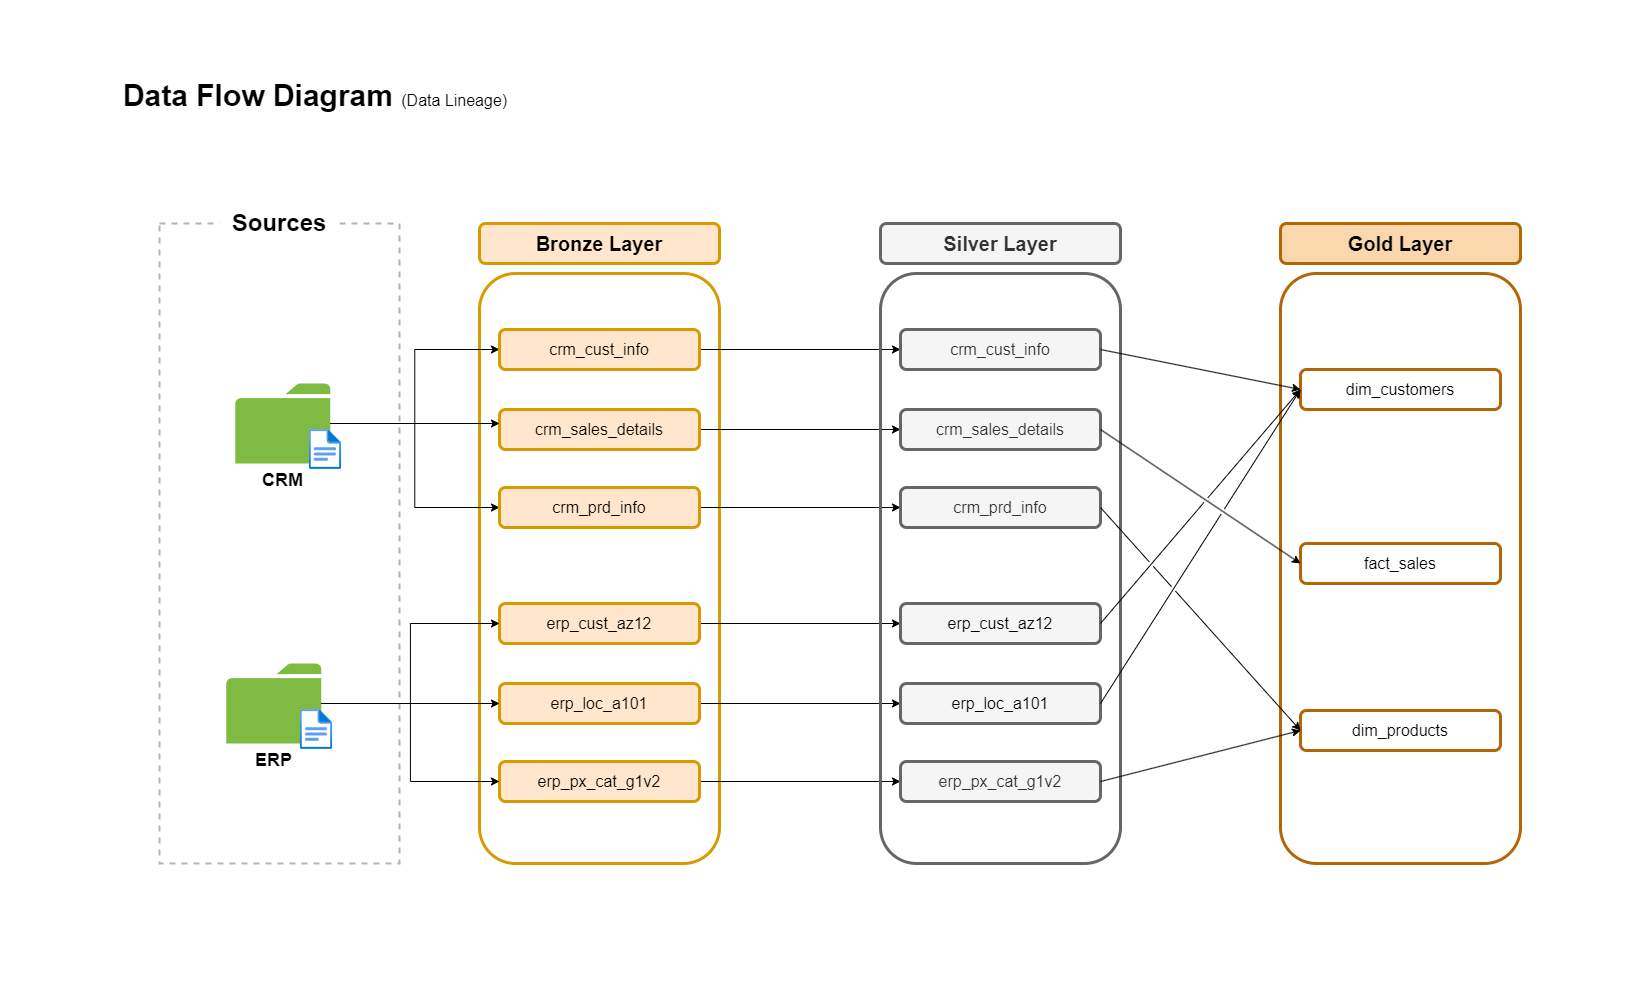 Data Flow Diagram (Data Lineage)
Sources
Bronze Layer
Silver Layer
Gold Layer
CRM
ERP
crm_cust_info
crm_sales_details
crm_prd_info
erp_cust_az12
erp_loc_a101
erp_px_cat_g1v2
crm_cust_info
crm_sales_details
crm_prd_info
erp_cust_az12
erp_loc_a101
erp_px_cat_g1v2
dim_customers
fact_sales
dim_products